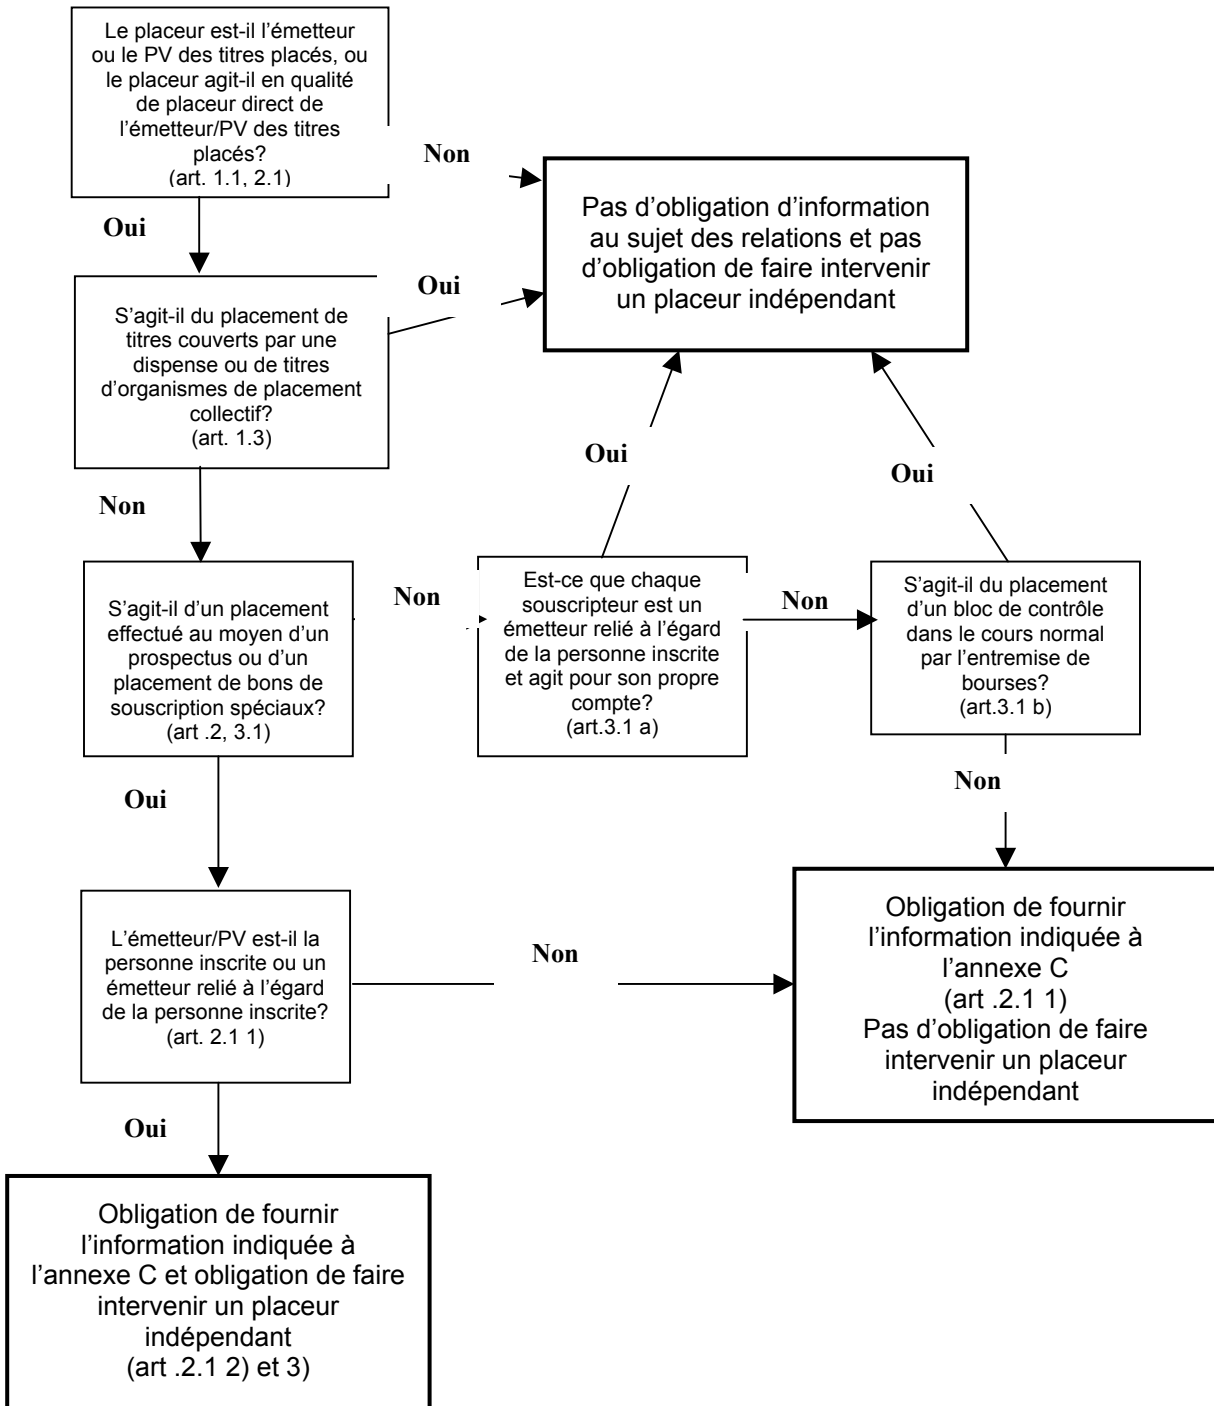 Le placeur est-il l’émetteur
ou le PV des titres placés, ou
le placeur agit-il en qualité
de placeur direct de
l’émetteur/PV des titres
placés?
(art. 1.1, 2.1)
Non
Oui
Pas d’obligation d’information
au sujet des relations et pas
d’obligation de faire intervenir
un placeur indépendant
Oui
S’agit-il du placement de
titres couverts par une
dispense ou de titres
d’organismes de placement
collectif?
(art. 1.3)
Oui
Oui
Non
S’agit-il d’un placement
effectué au moyen d’un
prospectus ou d’un
placement de bons de
souscription spéciaux?
(art .2, 3.1)
Non
Est-ce que chaque
souscripteur est un
émetteur relié à l’égard
de la personne inscrite
et agit pour son propre
compte?
(art.3.1 a)
Non
S’agit-il du placement
d’un bloc de contrôle
dans le cours normal
par l’entremise de
bourses?
(art.3.1 b)
Oui
Non
L’émetteur/PV est-il la
personne inscrite ou un
émetteur relié à l’égard
de la personne inscrite?
(art. 2.1 1)
Non
Obligation de fournir
l’information indiquée à
l’annexe C
(art .2.1 1)
Pas d’obligation de faire
intervenir un placeur
indépendant
Oui
Obligation de fournir
l’information indiquée à
l’annexe C et obligation de faire
intervenir un placeur
indépendant
(art .2.1 2) et 3)